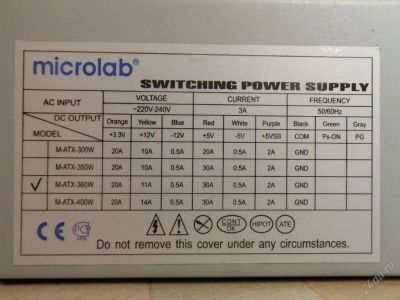 microlab®
SWITCHING POWER SUPPLY
AC INPUT VOLTAGE CURRENT FREQUENCY
~220V-240V 3A 50/60Hz
DC OUTPUT Orange Yellow Blue Red White Purple Black Green Gray
MODEL +3.3V +12V -12V +5V -5V +5VSB COM Ps-ON PG
M-ATX-300W 20A 10A 0.5A 20A 0.5A 2A GND
M-ATX-350W 20A 10A 0.5A 30A 0.5A 2A GND
M-ATX-360W 20A 11A 0.5A 30A 0.5A 2A GND
M-ATX-400W 20A 14A 0.5A 30A 0.5A 2A GND
CE CONT OK HIPOT ATE
Do not remove this cover under any circumstances.
24au.ru